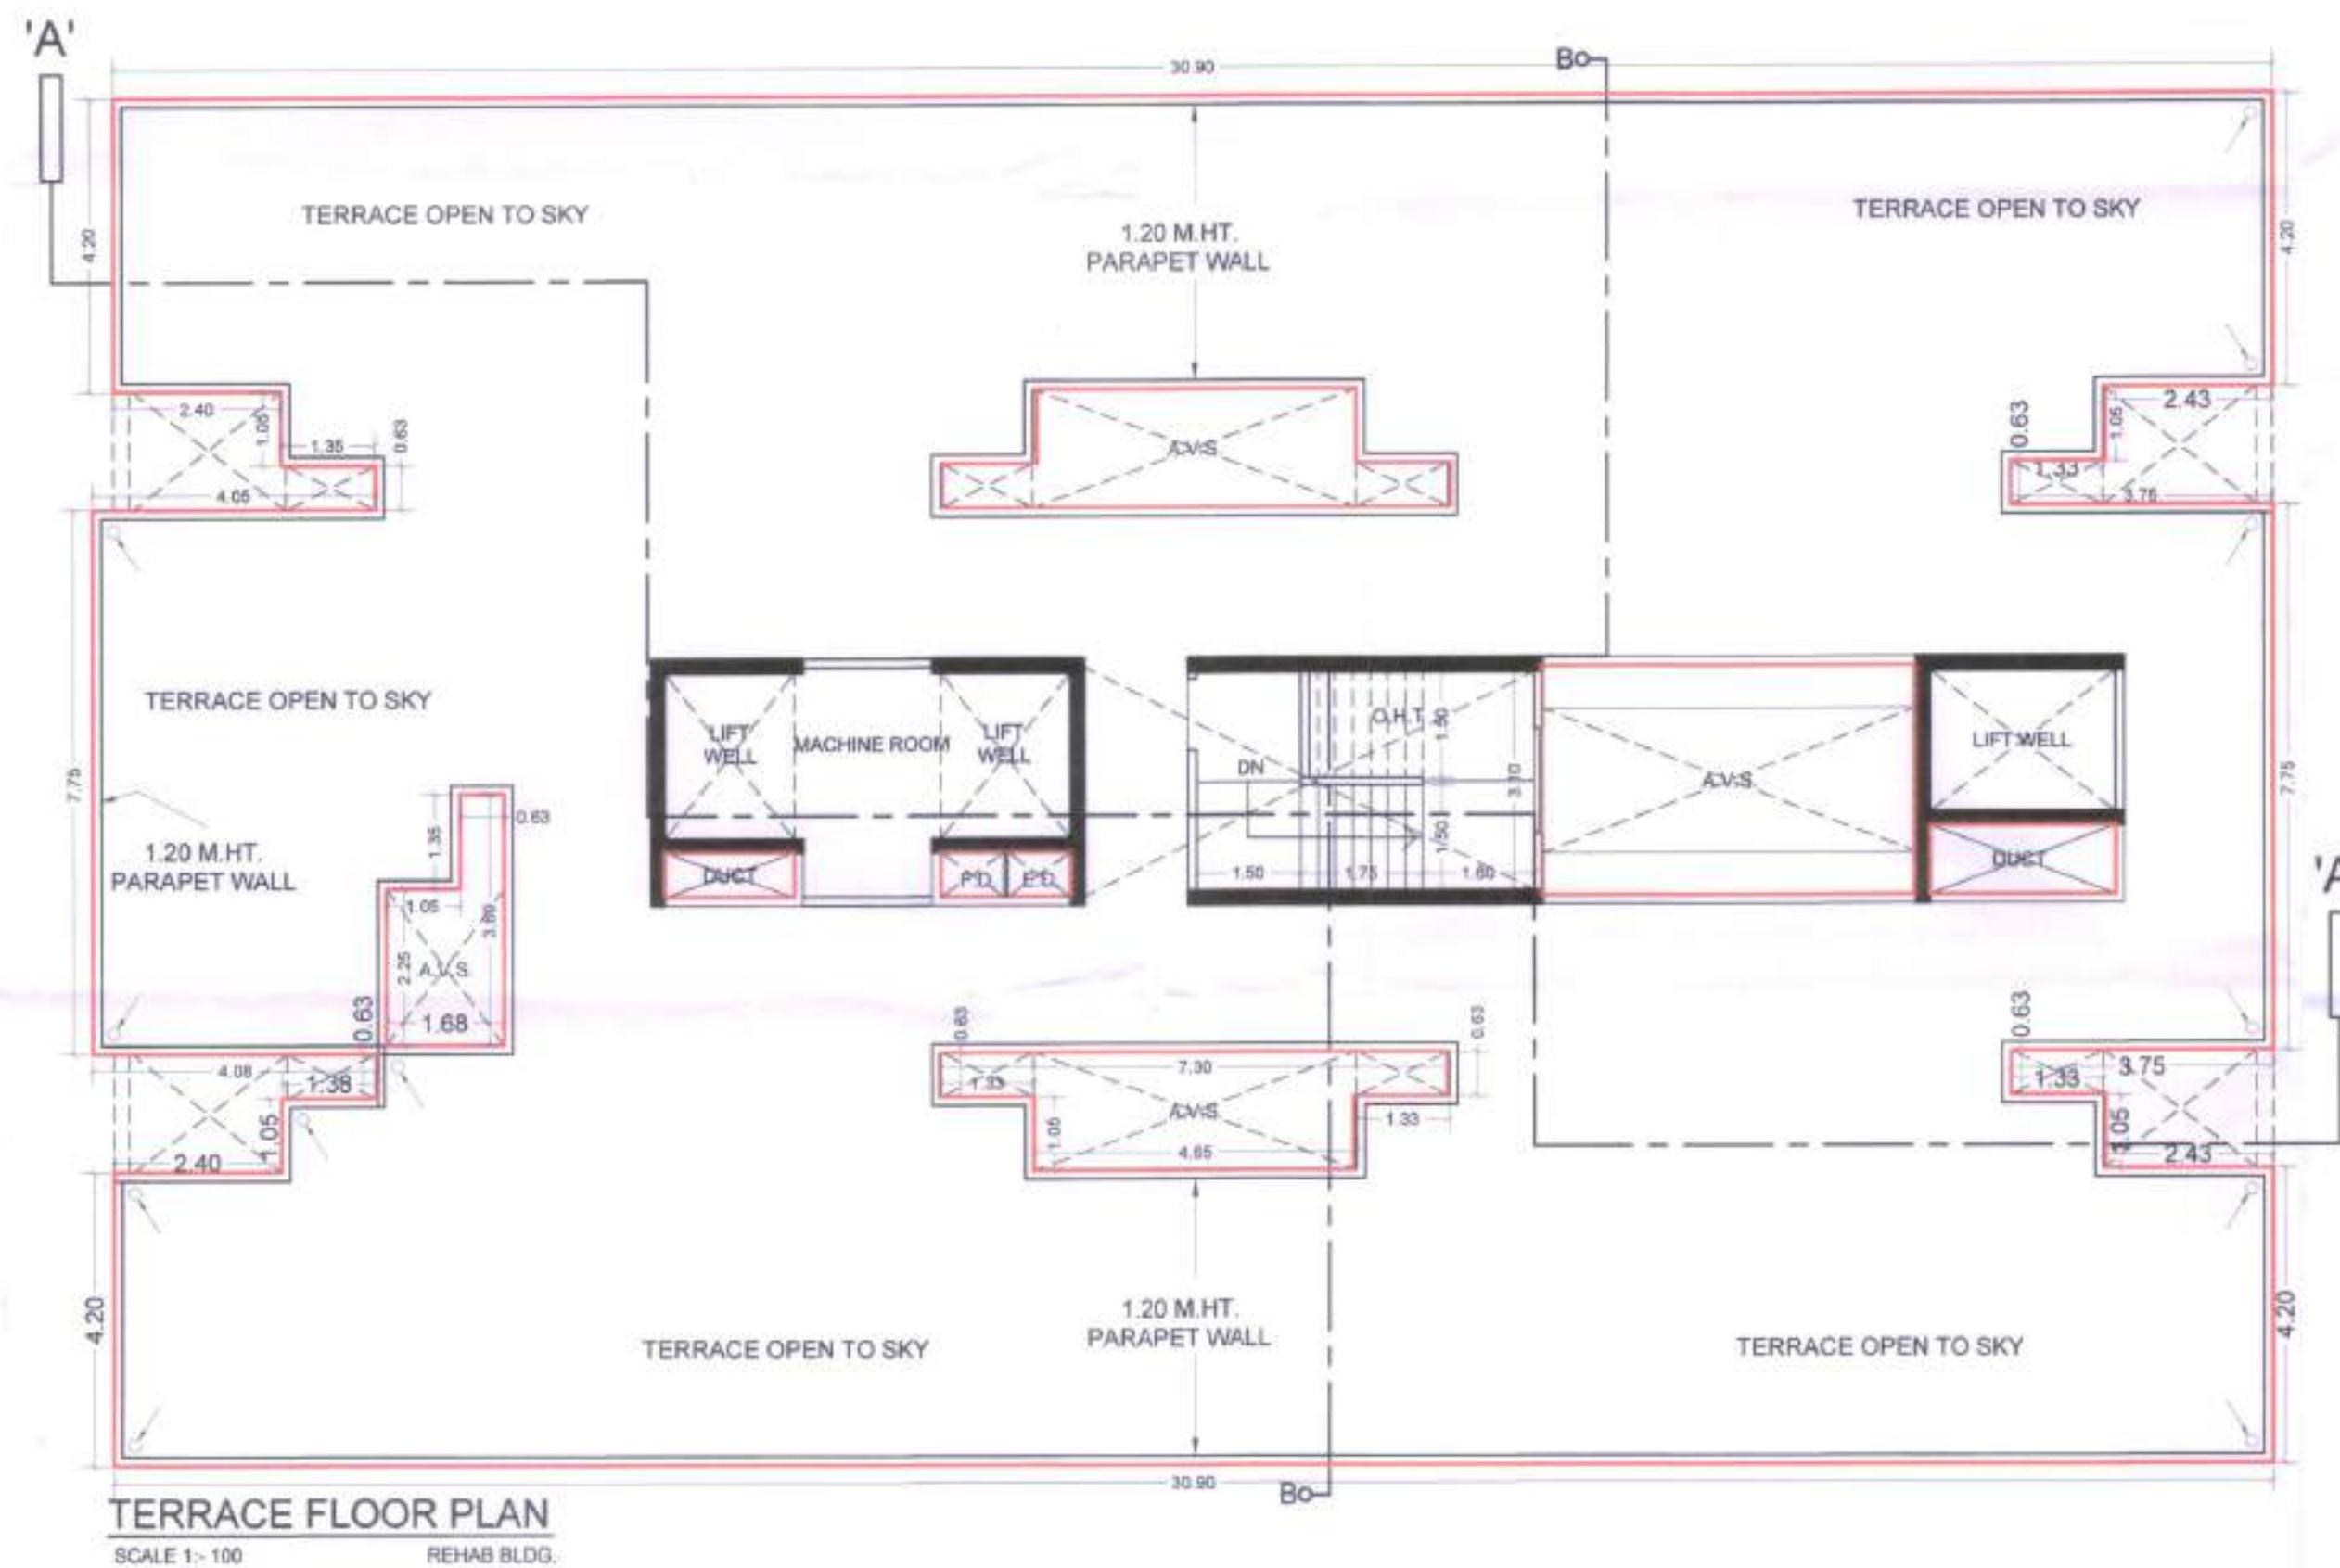 'A'
30.90
Bo
TERRACE OPEN TO SKY
TERRACE OPEN TO SKY
4.20
4.20
1.20 M.HT.
PARAPET WALL
2.40
1.05
1.35
0.63
4.05
A.V.S.
0.63
1.05
2.43
1.33
3.75
TERRACE OPEN TO SKY
7.75
7.75
LIFT
WELL
MACHINE ROOM
LIFT
WELL
DUCT
P.D.
E.D.
DN
O.H.T.
1.50
3.10
1.50
1.50
1.75
1.60
A.V.S.
LIFT WELL
DUCT
1.20 M.HT.
PARAPET WALL
1.35
0.63
1.05
3.60
2.25
A.V.S.
1.68
0.63
'A
4.08
1.38
1.05
2.40
0.63
0.63
7.30
1.33
A.V.S.
1.05
4.65
1.33
0.63
1.33
3.75
1.05
2.43
4.20
4.20
TERRACE OPEN TO SKY
1.20 M.HT.
PARAPET WALL
TERRACE OPEN TO SKY
30.90
Bo
TERRACE FLOOR PLAN
SCALE 1:- 100
REHAB BLDG.